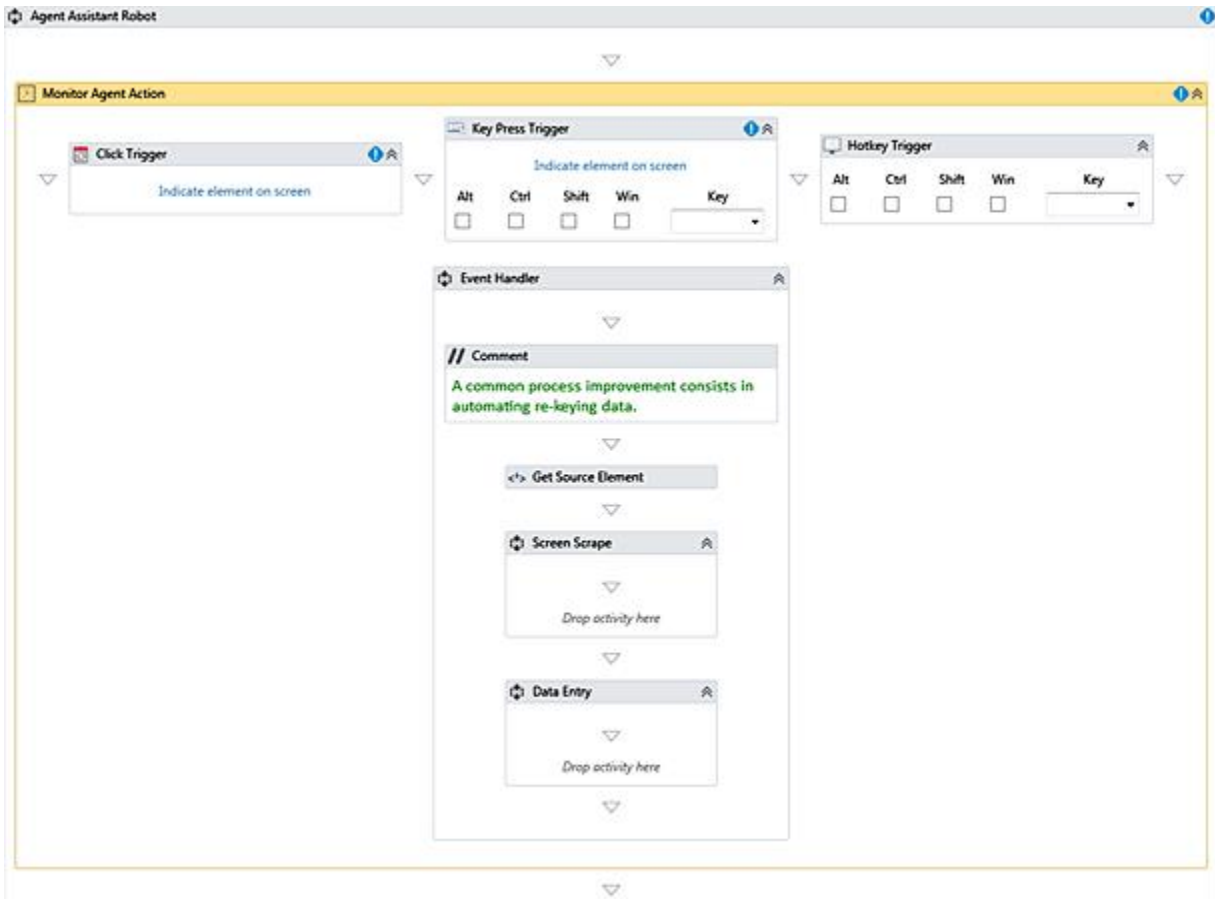 Agent Assistant Robot
Monitor Agent Action
Click Trigger
Indicate element on screen
Key Press Trigger
Indicate element on screen
Alt Ctrl Shift Win Key
Hotkey Trigger
Alt Ctrl Shift Win Key
Event Handler
// Comment
A common process improvement consists in
automating re-keying data.
Get Source Element
Screen Scrape
Drop activity here
Data Entry
Drop activity here